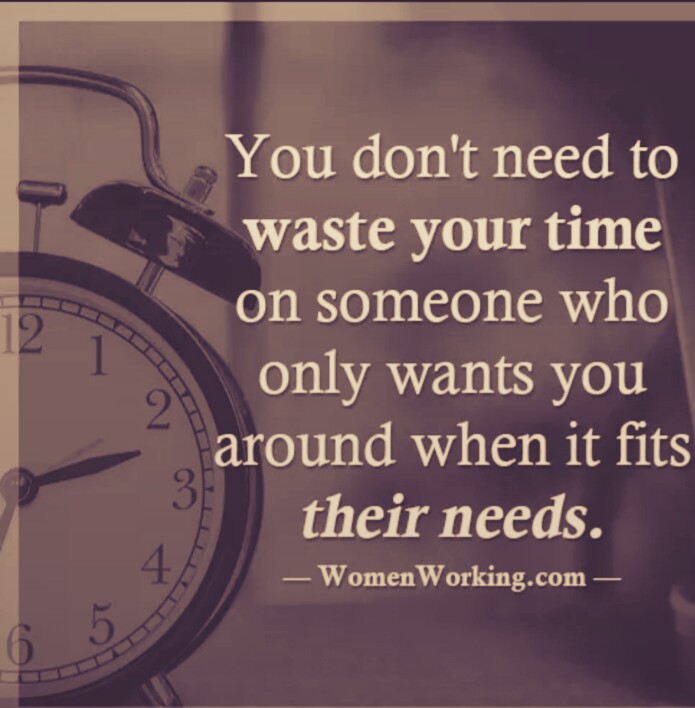 You don't need to
waste your time
on someone who
only wants you
around when it fits
their needs.
— WomenWorking.com —
12
1
2
3
4
5
6